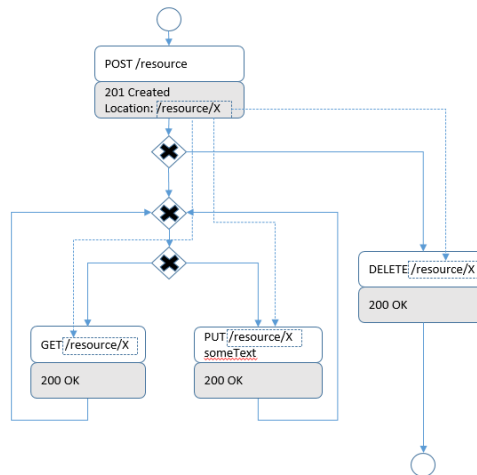 POST /resource
201 Created
Location: /resource/X
DELETE /resource/X
200 OK
GET /resource/X
200 OK
PUT /resource/X
someText
200 OK